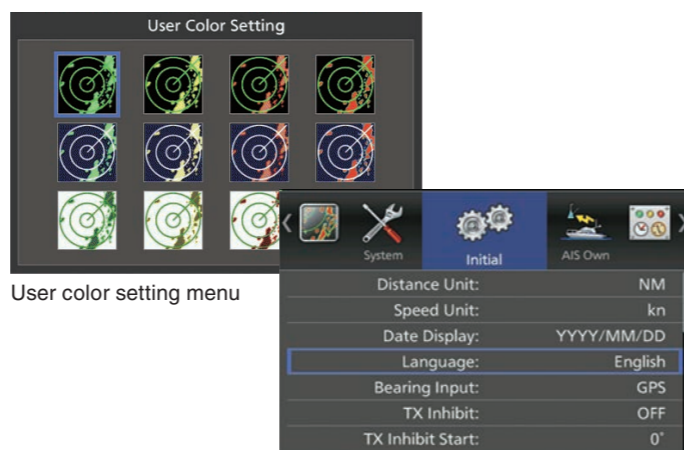 User Color Setting
User color setting menu
System Initial AIS Own
Distance Unit: NM
Speed Unit: kn
Date Display: YYYY/MM/DD
Language: English
Bearing Input: GPS
TX Inhibit: OFF
TX Inhibit Start: 0°